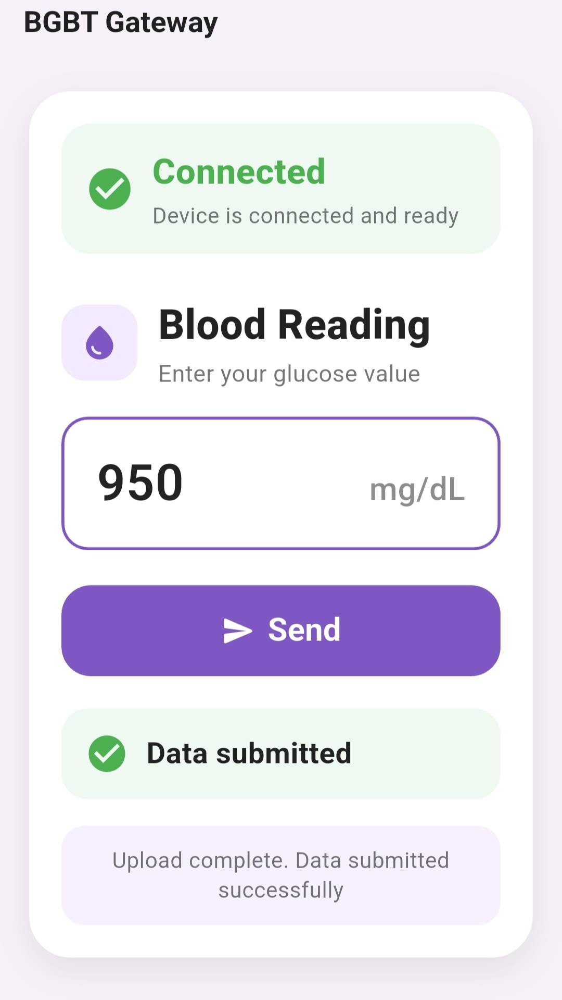 BGBT Gateway
Connected
Device is connected and ready
Blood Reading
Enter your glucose value
950 mg/dL
Send
Data submitted
Upload complete. Data submitted
successfully